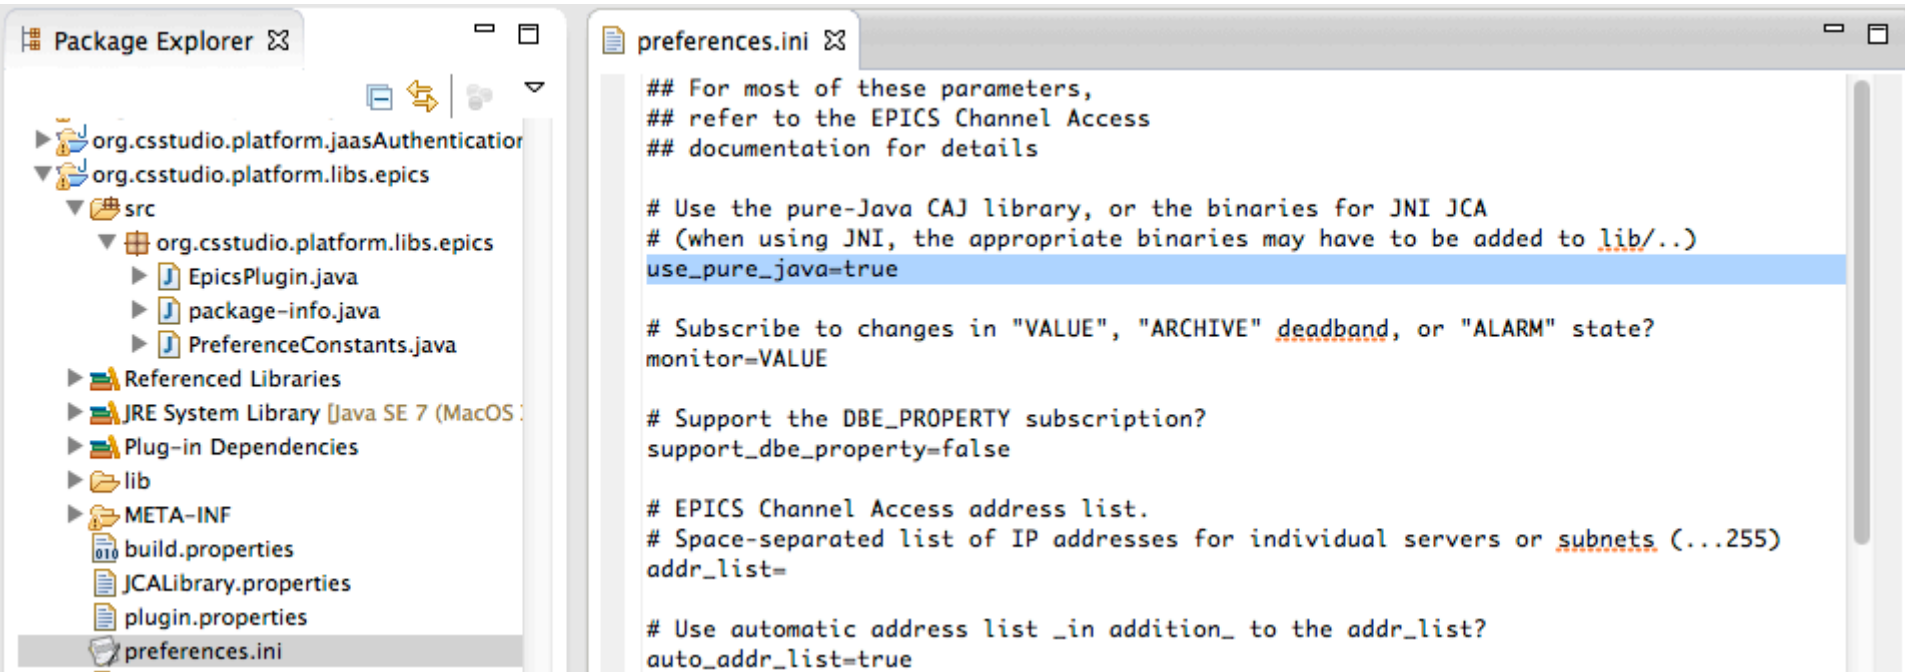 Package Explorer
org.csstudio.platform.jaasAuthentication
org.csstudio.platform.libs.epics
src
org.csstudio.platform.libs.epics
EpicsPlugin.java
package-info.java
PreferenceConstants.java
Referenced Libraries
JRE System Library [Java SE 7 (MacOS
Plug-in Dependencies
lib
META-INF
build.properties
JCALibrary.properties
plugin.properties
preferences.ini
preferences.ini
## For most of these parameters,
## refer to the EPICS Channel Access
## documentation for details
# Use the pure-Java CAJ library, or the binaries for JNI JCA
# (when using JNI, the appropriate binaries may have to be added to lib/..)
use_pure_java=true
# Subscribe to changes in "VALUE", "ARCHIVE" deadband, or "ALARM" state?
monitor=VALUE
# Support the DBE_PROPERTY subscription?
support_dbe_property=false
# EPICS Channel Access address list.
# Space-separated list of IP addresses for individual servers or subnets (...255)
addr_list=
# Use automatic address list _in addition_ to the addr_list?
auto_addr_list=true